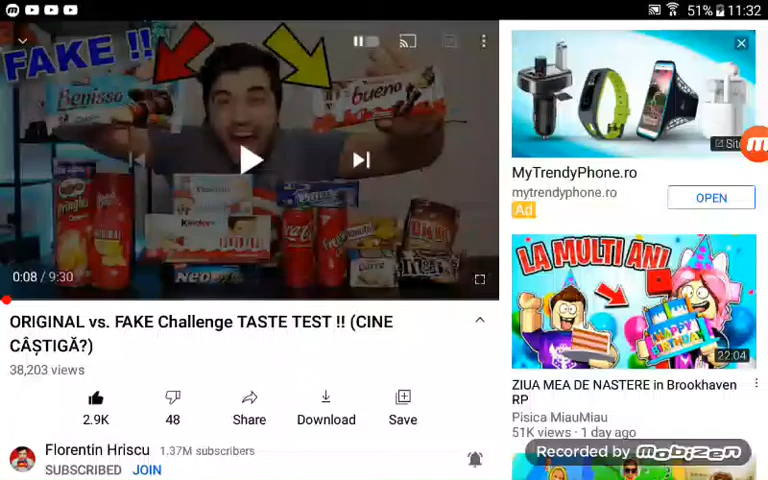 51% 11:32
FAKE !!
Benisso
bueno
Pringles
Kinder
Coca-Cola
m&m's
0:08 / 9:30
ORIGINAL vs. FAKE Challenge TASTE TEST !! (CINE
CÂȘTIGĂ?)
38,203 views
2.9K
48
Share
Download
Save
Florentin Hriscu 1.37M subscribers
SUBSCRIBED JOIN
MyTrendyPhone.ro
mytrendyphone.ro
Ad
OPEN
LA MULTI ANI
HAPPY
BIRTHDAY
22:04
ZIUA MEA DE NASTERE in Brookhaven
RP
Pisica MiauMiau
51K views · 1 day ago
Recorded by mobizen